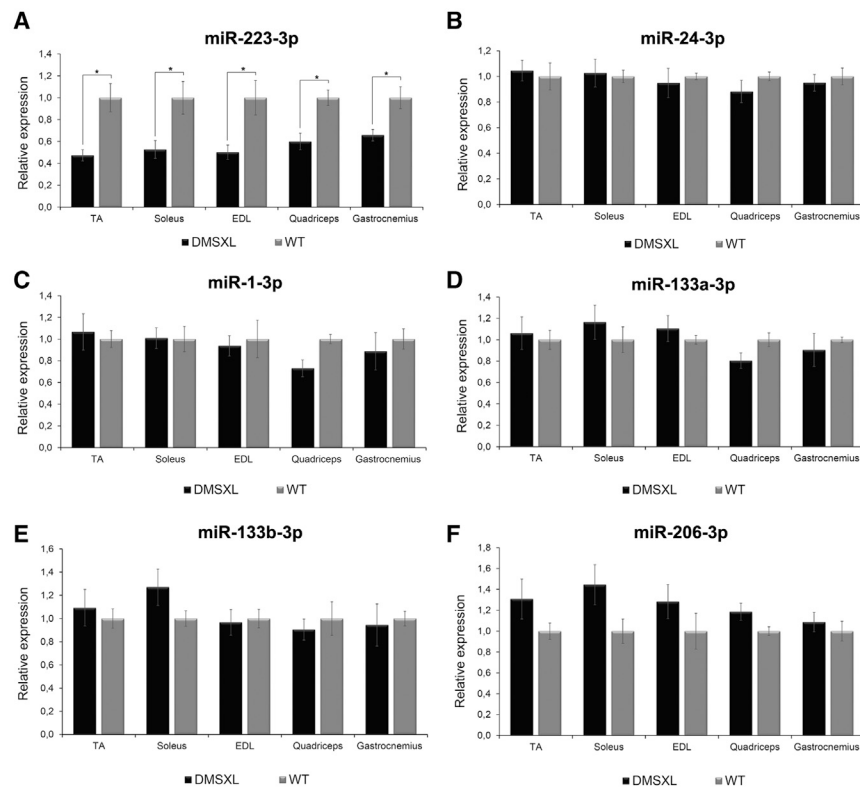 A
miR-223-3p
Relative expression
1,4
1,2
1,0
0,8
0,6
0,4
0,2
0,0
* * * * *
TA Soleus EDL Quadriceps Gastrocnemius
DMSXL WT
B
miR-24-3p
Relative expression
1,2
1,0
0,8
0,6
0,4
0,2
0,0
TA Soleus EDL Quadriceps Gastrocnemius
DMSXL WT
C
miR-1-3p
Relative expression
1,4
1,2
1,0
0,8
0,6
0,4
0,2
0,0
TA Soleus EDL Quadriceps Gastrocnemius
DMSXL WT
D
miR-133a-3p
Relative expression
1,4
1,2
1,0
0,8
0,6
0,4
0,2
0,0
TA Soleus EDL Quadriceps Gastrocnemius
DMSXL WT
E
miR-133b-3p
Relative expression
1,6
1,4
1,2
1,0
0,8
0,6
0,4
0,2
0,0
TA Soleus EDL Quadriceps Gastrocnemius
DMSXL WT
F
miR-206-3p
Relative expression
1,8
1,6
1,4
1,2
1,0
0,8
0,6
0,4
0,2
0,0
TA Soleus EDL Quadriceps Gastrocnemius
DMSXL WT